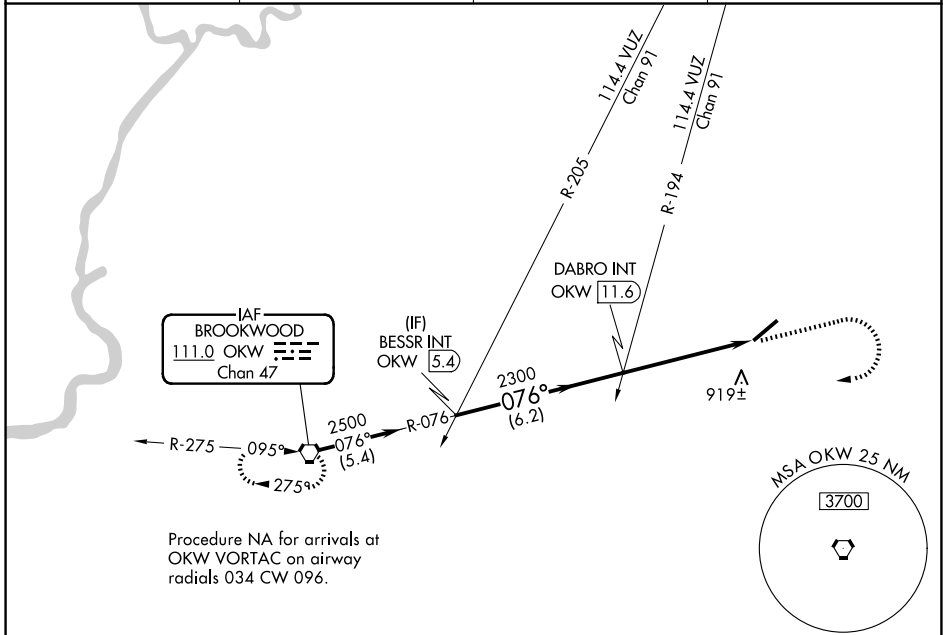 114.4 VUZ
Chan 91
114.4 VUZ
Chan 91
R-205
R-194
DABRO INT
OKW 11.6
IAF
BROOKWOOD
111.0 OKW
Chan 47
(IF)
BESSR INT
OKW 5.4
2300
076°
(6.2)
919±
2500
076°
(5.4)
R-076
R-275
095°
275°
MSA OKW 25 NM
3700
Procedure NA for arrivals at
OKW VORTAC on airway
radials 034 CW 096.